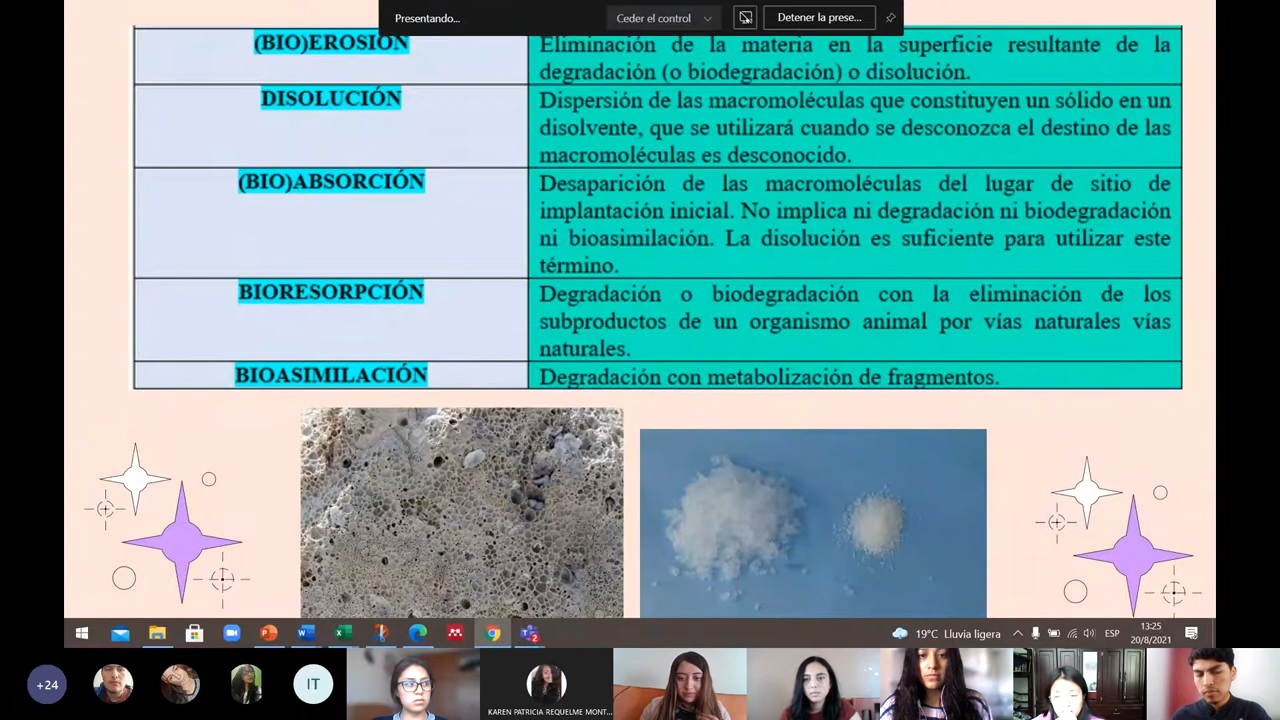 Presentando...
Ceder el control
Detener la prese...
(BIO)EROSIÓN
Eliminación de la materia en la superficie resultante de la
degradación (o biodegradación) o disolución.
DISOLUCIÓN
Dispersión de las macromoléculas que constituyen un sólido en un
disolvente, que se utilizará cuando se desconozca el destino de las
macromoléculas es desconocido.
(BIO)ABSORCIÓN
Desaparición de las macromoléculas del lugar de sitio de
implantación inicial. No implica ni degradación ni biodegradación
ni bioasimilación. La disolución es suficiente para utilizar este
término.
BIORESORPCIÓN
Degradación o biodegradación con la eliminación de los
subproductos de un organismo animal por vías naturales vías
naturales.
BIOASIMILACIÓN
Degradación con metabolización de fragmentos.
19°C Lluvia ligera
ESP
13:25
20/8/2021
+24
IT
KAREN PATRICIA REQUELME MONT...